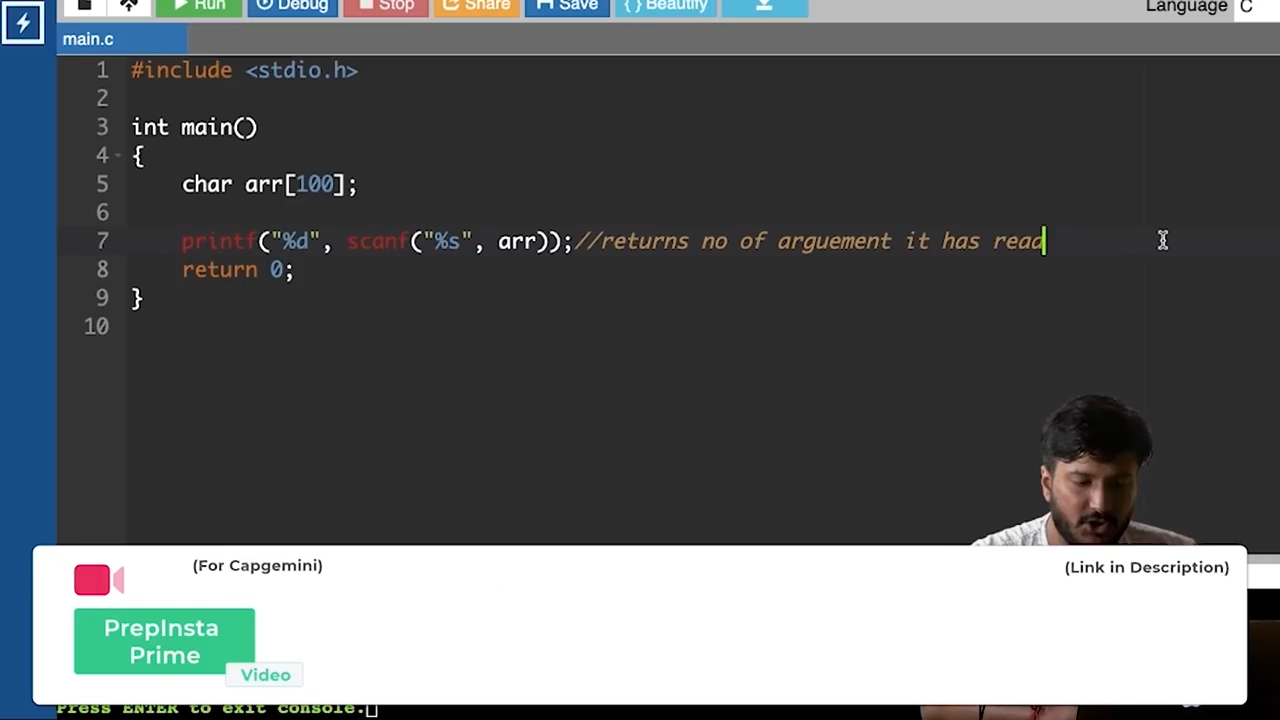 Run Debug Stop Share Save { } Beautify Language C
main.c
1 #include <stdio.h>
2
3 int main()
4 {
5 char arr[100];
6
7 printf("%d", scanf("%s", arr));//returns no of arguement it has read
8 return 0;
9 }
10
(For Capgemini) (Link in Description)
PrepInsta
Prime
Video
Press ENTER to exit console.